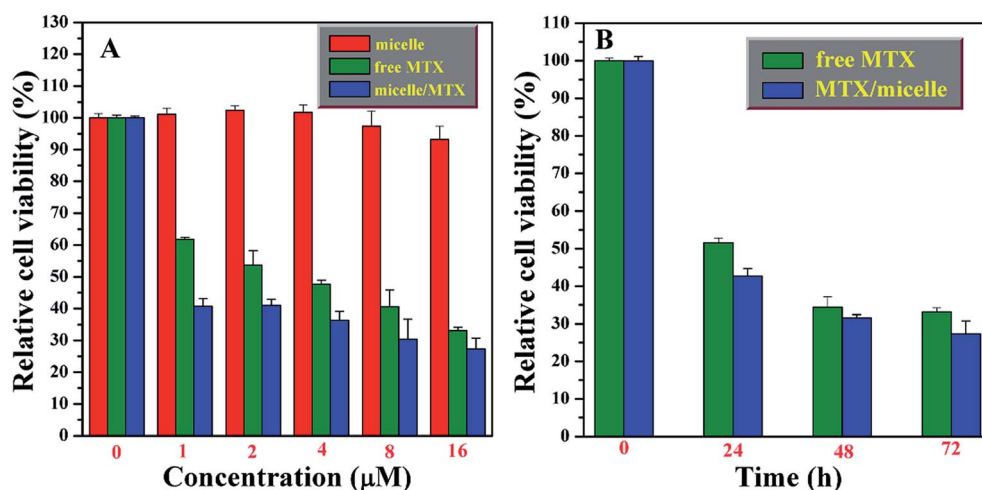 A
micelle
free MTX
micelle/MTX
Relative cell viability (%)
130
120
110
100
90
80
70
60
50
40
30
20
10
0
0 1 2 4 8 16
Concentration (μM)
B
free MTX
MTX/micelle
Relative cell viability (%)
110
100
90
80
70
60
50
40
30
20
10
0
0 24 48 72
Time (h)